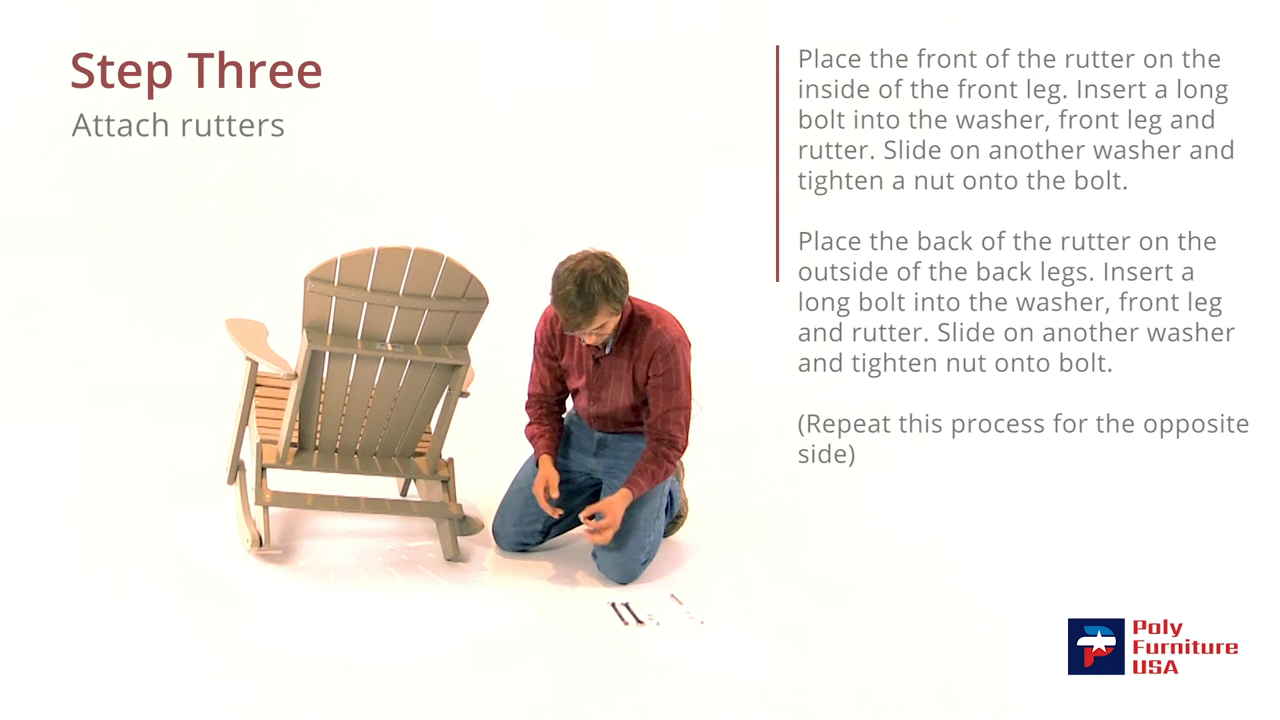 Step Three
Attach rutters
Place the front of the rutter on the
inside of the front leg. Insert a long
bolt into the washer, front leg and
rutter. Slide on another washer and
tighten a nut onto the bolt.
Place the back of the rutter on the
outside of the back legs. Insert a
long bolt into the washer, front leg
and rutter. Slide on another washer
and tighten nut onto bolt.
(Repeat this process for the opposite
side)
Poly
Furniture
USA